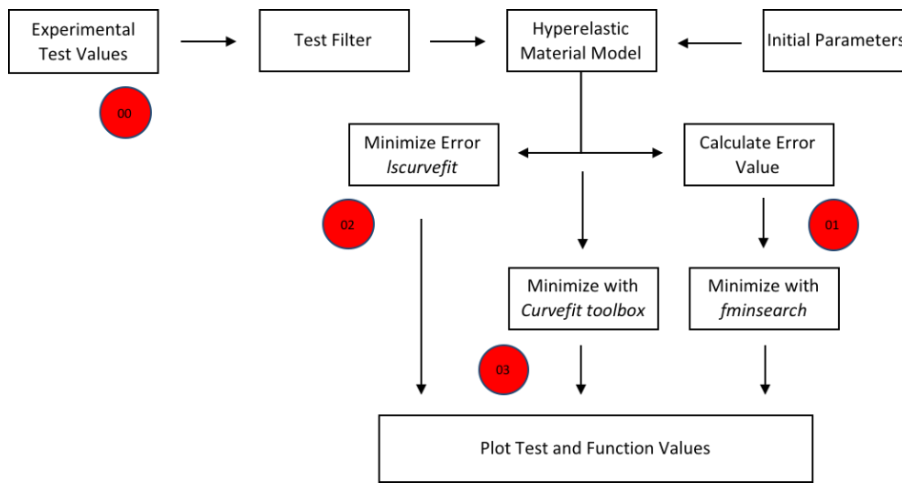 Experimental
Test Values
Test Filter
Hyperelastic
Material Model
Initial Parameters
00
Minimize Error
lscurvefit
Calculate Error
Value
02
01
Minimize with
Curvefit toolbox
Minimize with
fminsearch
03
Plot Test and Function Values